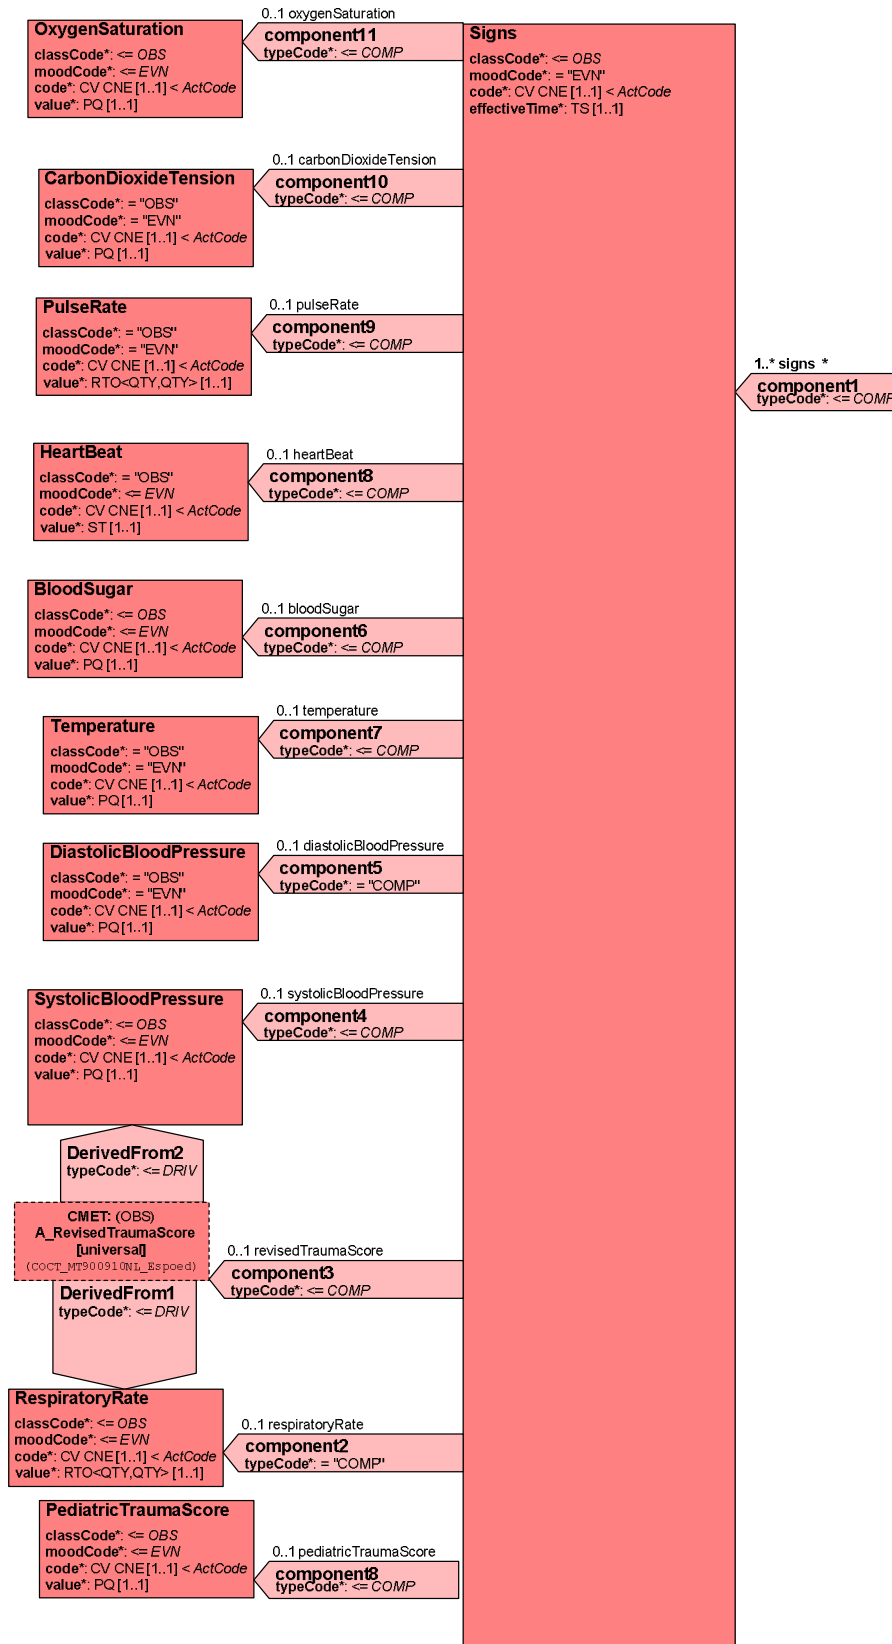 0..1 oxygenSaturation
OxygenSaturation
classCode*: <= OBS
moodCode*: <= EVN
code*: CV CNE [1..1] < ActCode
value*: PQ [1..1]
component11
typeCode*: <= COMP
Signs
classCode*: <= OBS
moodCode*: = "EVN"
code*: CV CNE [1..1] < ActCode
effectiveTime*: TS [1..1]
0..1 carbonDioxideTension
CarbonDioxideTension
classCode*: = "OBS"
moodCode*: = "EVN"
code*: CV CNE [1..1] < ActCode
value*: PQ [1..1]
component10
typeCode*: <= COMP
0..1 pulseRate
PulseRate
classCode*: = "OBS"
moodCode*: = "EVN"
code*: CV CNE [1..1] < ActCode
value*: RTO<QTY,QTY> [1..1]
component9
typeCode*: <= COMP
1..* signs *
component1
typeCode*: <= COMP
0..1 heartBeat
HeartBeat
classCode*: = "OBS"
moodCode*: <= EVN
code*: CV CNE [1..1] < ActCode
value*: ST [1..1]
component8
typeCode*: <= COMP
0..1 bloodSugar
BloodSugar
classCode*: <= OBS
moodCode*: <= EVN
code*: CV CNE [1..1] < ActCode
value*: PQ [1..1]
component6
typeCode*: <= COMP
0..1 temperature
Temperature
classCode*: = "OBS"
moodCode*: = "EVN"
code*: CV CNE [1..1] < ActCode
value*: PQ [1..1]
component7
typeCode*: <= COMP
0..1 diastolicBloodPressure
DiastolicBloodPressure
classCode*: = "OBS"
moodCode*: = "EVN"
code*: CV CNE [1..1] < ActCode
value*: PQ [1..1]
component5
typeCode*: = "COMP"
0..1 systolicBloodPressure
SystolicBloodPressure
classCode*: <= OBS
moodCode*: <= EVN
code*: CV CNE [1..1] < ActCode
value*: PQ [1..1]
component4
typeCode*: <= COMP
DerivedFrom2
typeCode*: <= DRIV
CMET: (OBS)
A_RevisedTraumaScore
[universal]
(COCT_MT900910NL_Espoed)
0..1 revisedTraumaScore
component3
typeCode*: <= COMP
DerivedFrom1
typeCode*: <= DRIV
0..1 respiratoryRate
RespiratoryRate
classCode*: <= OBS
moodCode*: <= EVN
code*: CV CNE [1..1] < ActCode
value*: RTO<QTY,QTY> [1..1]
component2
typeCode*: = "COMP"
0..1 pediatricTraumaScore
PediatricTraumaScore
classCode*: <= OBS
moodCode*: <= EVN
code*: CV CNE [1..1] < ActCode
value*: PQ [1..1]
component8
typeCode*: <= COMP